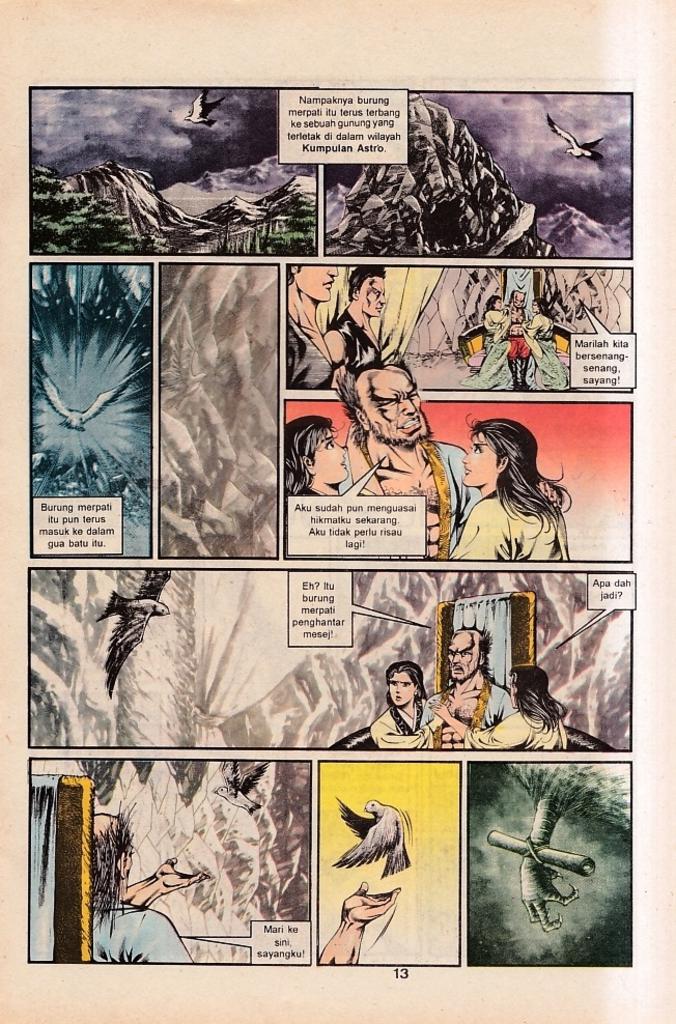 Nampaknya burung
merpati itu terus terbang
ke sebuah gunung yang
terletak di dalam wilayah
Kumpulan Astro.
Burung merpati
itu pun terus
masuk ke dalam
gua batu itu.
Marilah kita
bersenang-
senang,
sayang!
Aku sudah pun menguasai
hikmatku sekarang.
Aku tidak perlu risau
lagi!
Eh? Itu
burung
merpati
penghantar
mesej!
Apa dah
jadi?
Mari ke
sini,
sayangku!
13